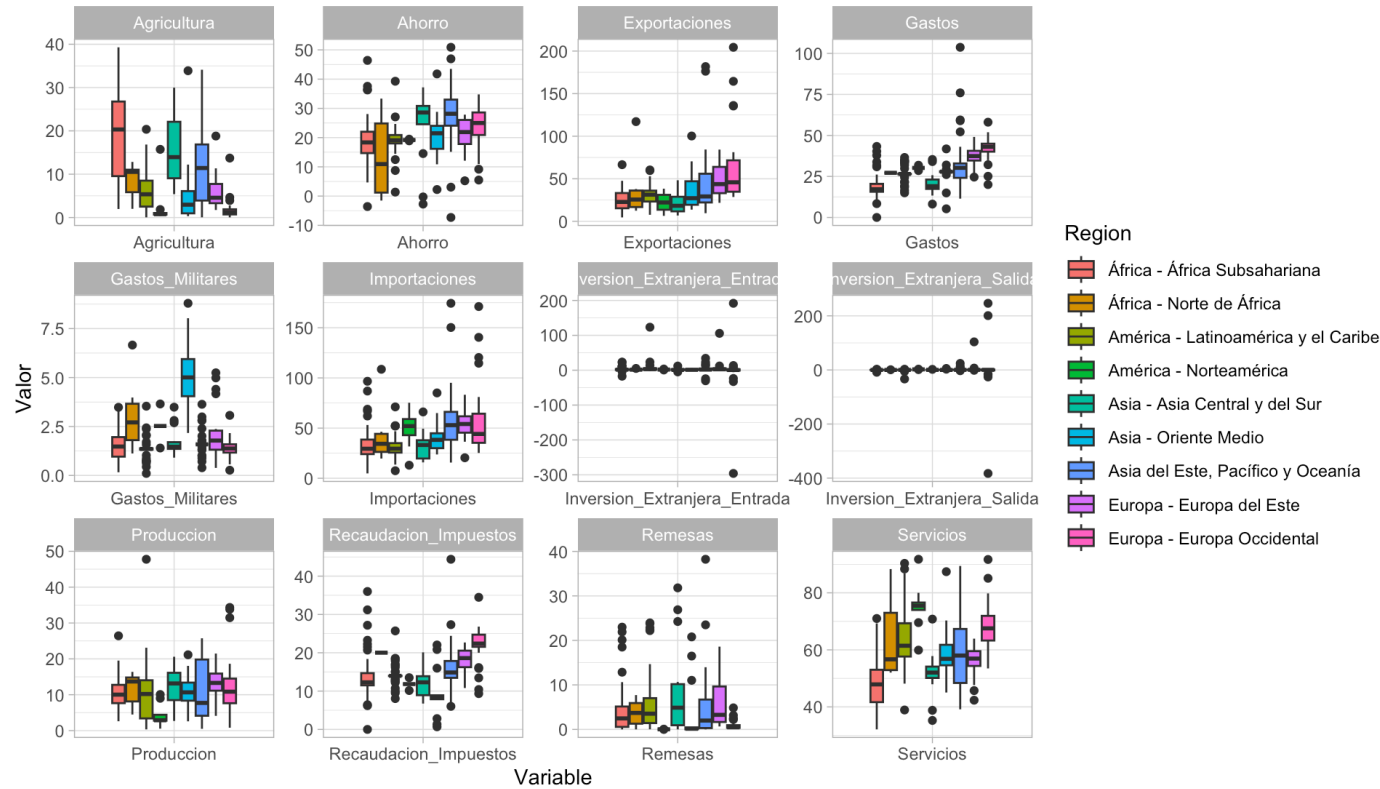 Agricultura
Ahorro
Exportaciones
Gastos
40
30
20
10
0
50
40
30
20
10
0
-10
200
150
100
50
0
100
75
50
25
0
Agricultura
Ahorro
Exportaciones
Gastos
Gastos_Militares
Importaciones
nversion_Extranjera_Entrad
nversion_Extranjera_Salid
7.5
5.0
2.5
0.0
150
100
50
0
200
100
0
-100
-200
-300
200
0
-200
-400
Gastos_Militares
Importaciones
Inversion_Extranjera_Entrada
Inversion_Extranjera_Salida
Produccion
Recaudacion_Impuestos
Remesas
Servicios
50
40
30
20
10
0
40
30
20
10
0
40
30
20
10
0
80
60
40
Produccion
Recaudacion_Impuestos
Remesas
Servicios
Valor
Variable
Region
África - África Subsahariana
África - Norte de África
América - Latinoamérica y el Caribe
América - Norteamérica
Asia - Asia Central y del Sur
Asia - Oriente Medio
Asia del Este, Pacífico y Oceanía
Europa - Europa del Este
Europa - Europa Occidental